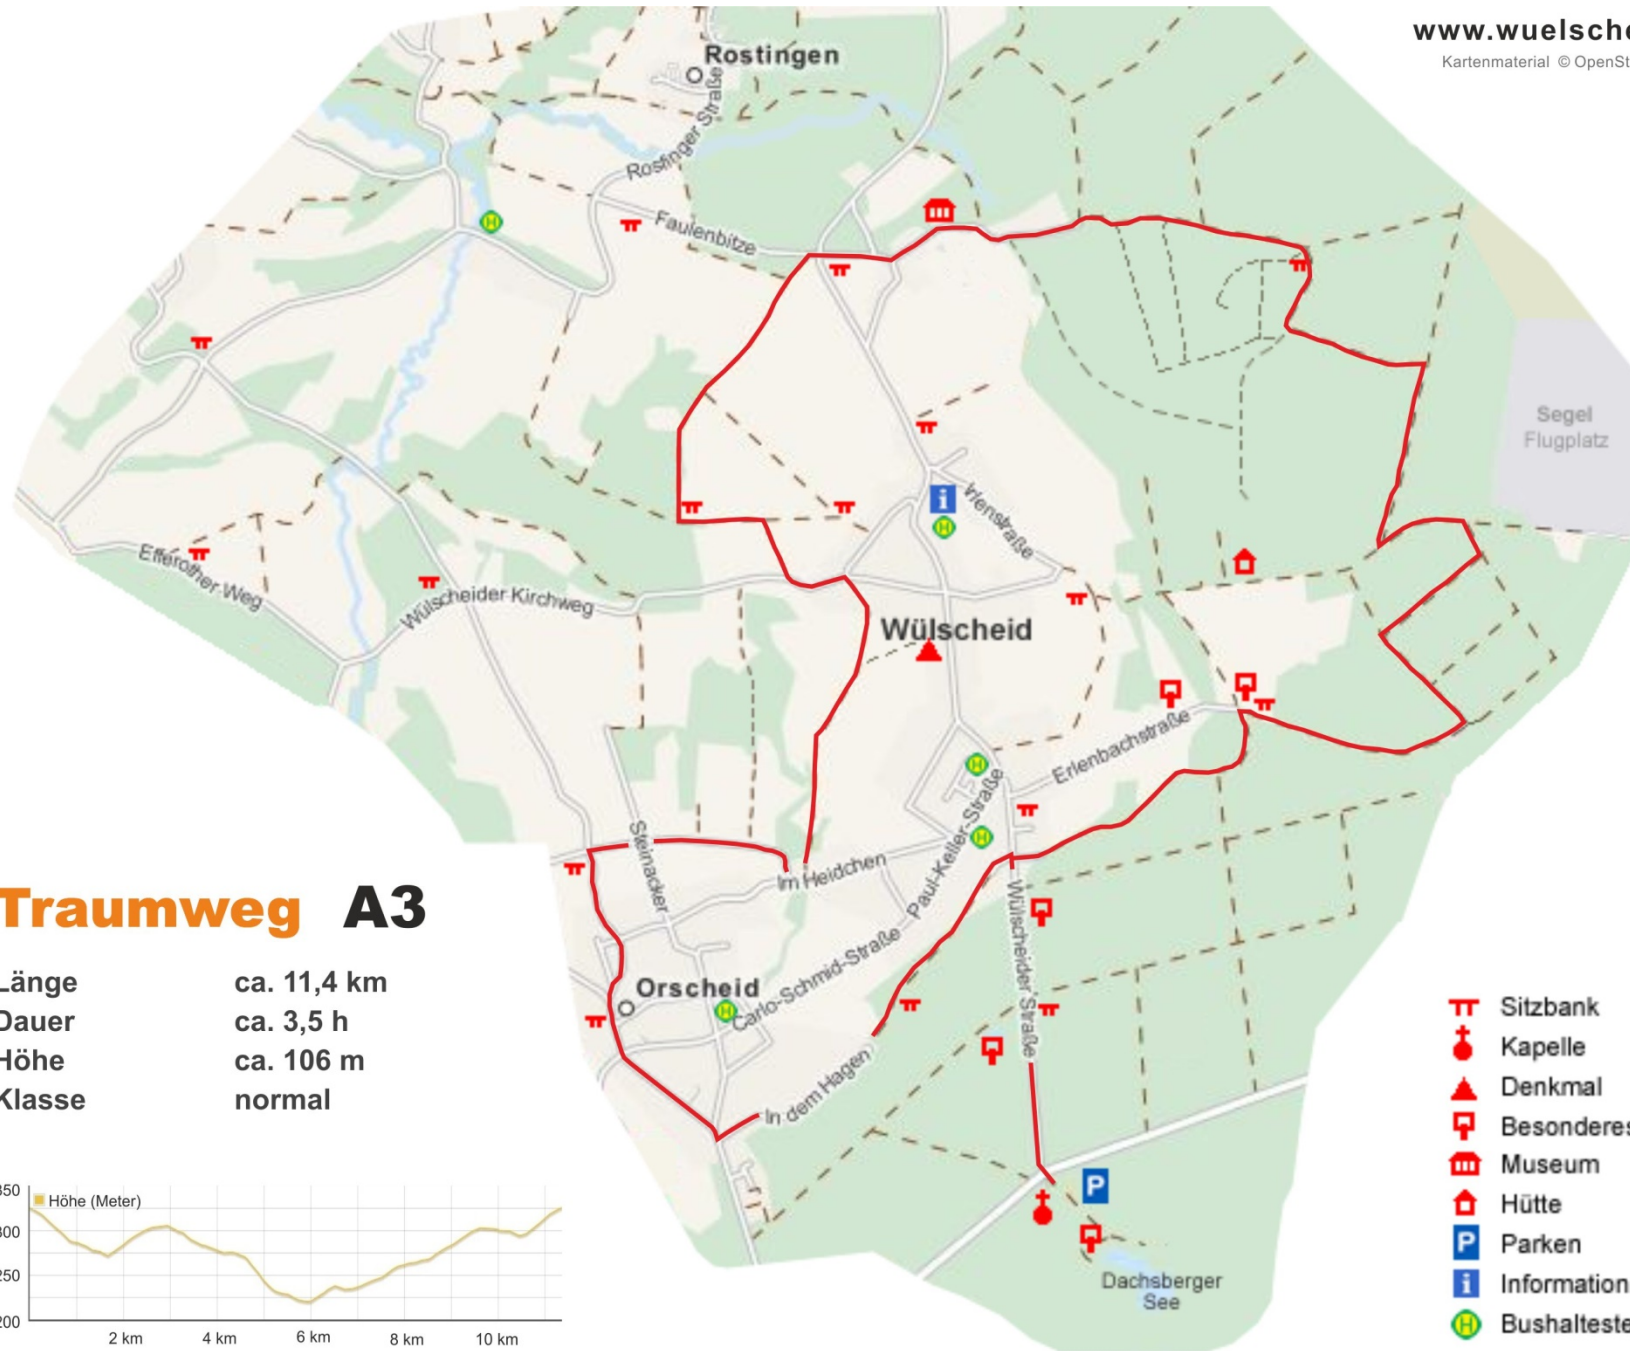 www.wuelsche
Kartenmaterial © OpenSt
Rostingen
Rostinger Straße
Faulenbitze
Segel
Flugplatz
Irlenstraße
Efferother Weg
Wülscheider Kirchweg
Wülscheid
Erlenbachstraße
Steinacker
Im Heidchen
Paul-Keller-Straße
Carlo-Schmid-Straße
Wülscheider Straße
Orscheid
In dem Hagen
Dachsberger
See
Traumweg A3
Länge ca. 11,4 km
Dauer ca. 3,5 h
Höhe ca. 106 m
Klasse normal
350
300
250
200
Höhe (Meter)
2 km 4 km 6 km 8 km 10 km
Sitzbank
Kapelle
Denkmal
Besonderes
Museum
Hütte
P Parken
i Information
H Bushalteste